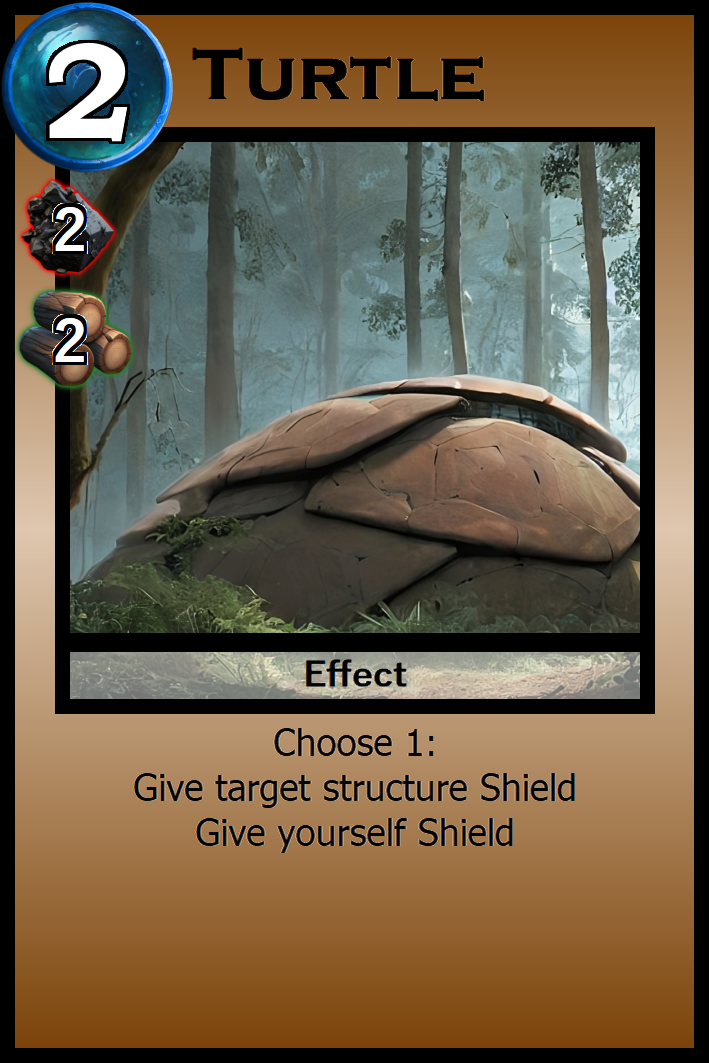 2
Turtle
2
2
Effect
Choose 1:
Give target structure Shield
Give yourself Shield